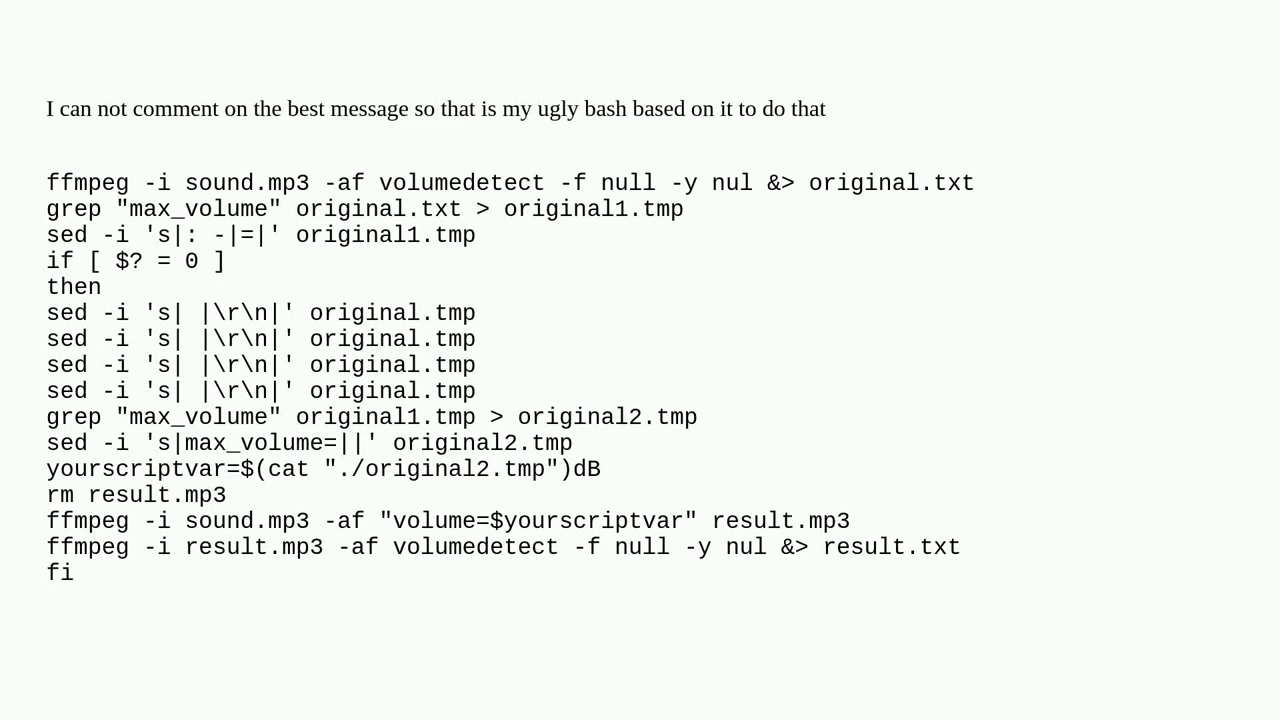 I can not comment on the best message so that is my ugly bash based on it to do that
ffmpeg -i sound.mp3 -af volumedetect -f null -y nul &> original.txt
grep "max_volume" original.txt > original1.tmp
sed -i 's|: -|=|' original1.tmp
if [ $? = 0 ]
then
sed -i 's| |\r\n|' original.tmp
sed -i 's| |\r\n|' original.tmp
sed -i 's| |\r\n|' original.tmp
sed -i 's| |\r\n|' original.tmp
grep "max_volume" original1.tmp > original2.tmp
sed -i 's|max_volume=||' original2.tmp
yourscriptvar=$(cat "./original2.tmp")dB
rm result.mp3
ffmpeg -i sound.mp3 -af "volume=$yourscriptvar" result.mp3
ffmpeg -i result.mp3 -af volumedetect -f null -y nul &> result.txt
fi